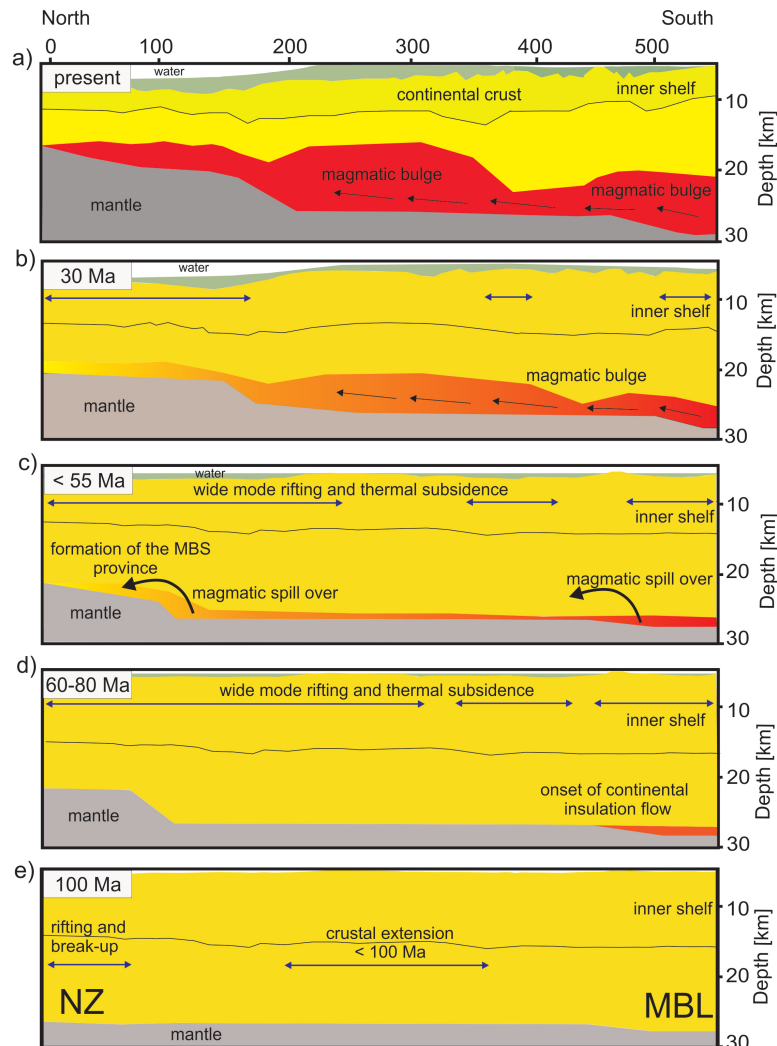 North South
0 100 200 300 400 500
a)
present
water
continental crust
inner shelf
10
magmatic bulge
20
magmatic bulge
mantle
30
Depth [km]
b)
30 Ma
water
10
inner shelf
20
magmatic bulge
mantle
30
Depth [km]
c)
< 55 Ma
water
wide mode rifting and thermal subsidence
10
inner shelf
formation of the MBS
province
20
magmatic spill over
magmatic spill over
mantle
30
Depth [km]
d)
60-80 Ma
wide mode rifting and thermal subsidence
10
inner shelf
20
onset of continental
insulation flow
mantle
30
Depth [km]
e)
100 Ma
inner shelf
10
rifting and
break-up
crustal extension
< 100 Ma
20
NZ
MBL
mantle
30
Depth [km]